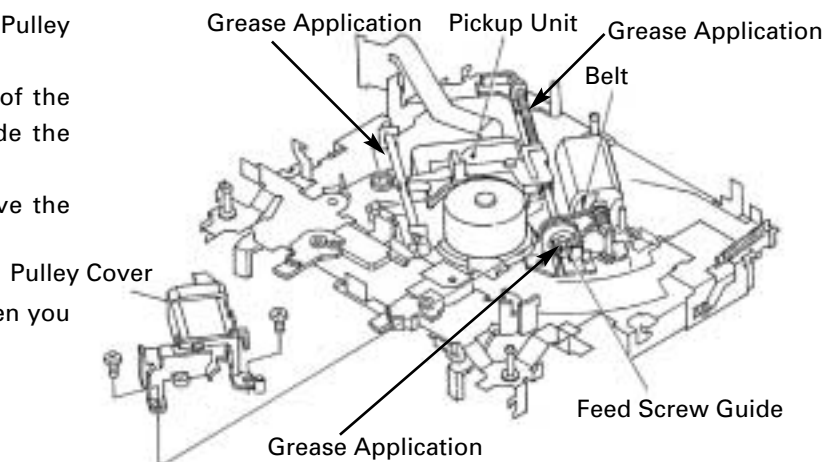 Pulley
of the
de the
ve the
en you
Grease Application
Pickup Unit
Grease Application
Belt
Pulley Cover
Feed Screw Guide
Grease Application